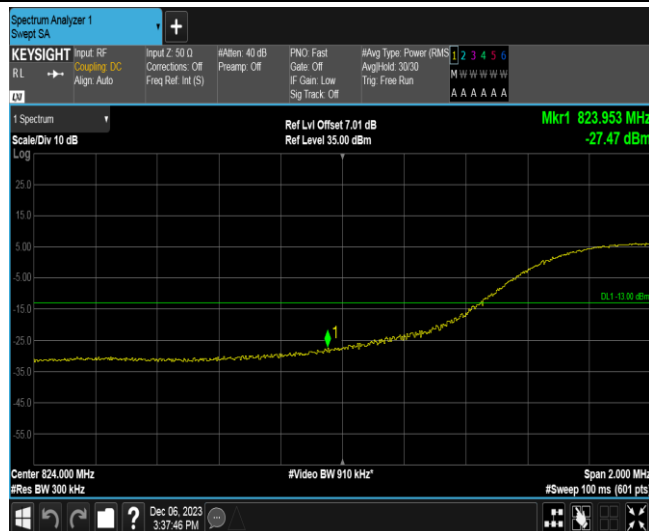 Spectrum Analyzer 1
Swept SA
KEYSIGHT
RL
LXI
Input: RF
Coupling: DC
Align: Auto
Input Z: 50 Ω
Corrections: Off
Freq Ref: Int (S)
#Atten: 40 dB
Preamp: Off
PNO: Fast
Gate: Off
IF Gain: Low
Sig Track: Off
#Avg Type: Power (RMS
Avg|Hold: 30/30
Trig: Free Run
1 2 3 4 5 6
M W W W W W
A A A A A A
1 Spectrum
Scale/Div 10 dB
Log
Ref Lvl Offset 7.01 dB
Ref Level 35.00 dBm
Mkr1 823.953 MHz
-27.47 dBm
25.0
15.0
5.00
-5.00
-15.0
-25.0
-35.0
-45.0
-55.0
DL1 -13.00 dBm
1
Center 824.000 MHz
#Res BW 300 kHz
#Video BW 910 kHz*
Span 2.000 MHz
#Sweep 100 ms (601 pts)
?
Dec 06, 2023
3:37:46 PM